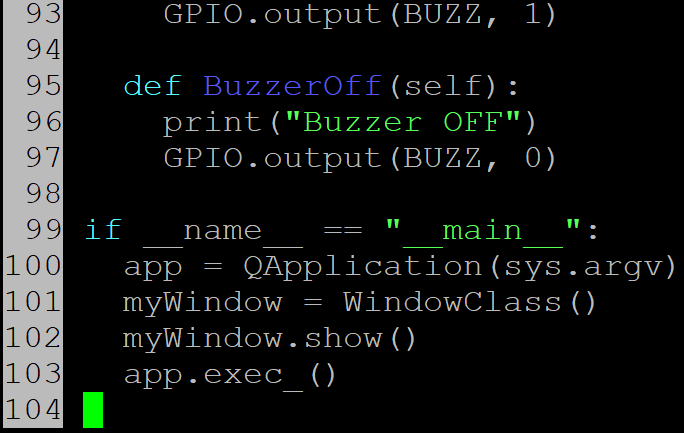 93     GPIO.output(BUZZ, 1)
94
95   def BuzzerOff(self):
96     print("Buzzer OFF")
97     GPIO.output(BUZZ, 0)
98
99 if __name__ == "__main__":
100   app = QApplication(sys.argv)
101   myWindow = WindowClass()
102   myWindow.show()
103   app.exec_()
104